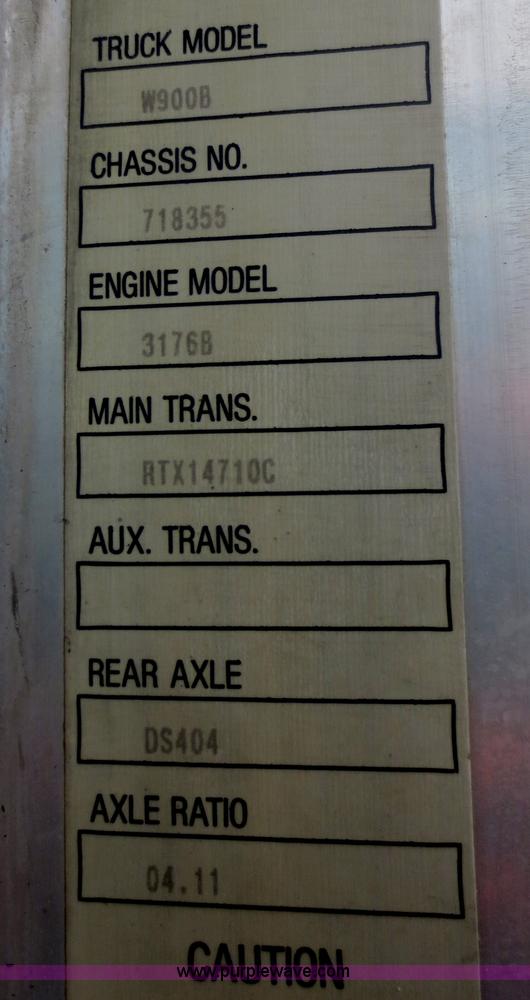 TRUCK MODEL
W900B
CHASSIS NO.
718355
ENGINE MODEL
3176B
MAIN TRANS.
RTX14710C
AUX. TRANS.
REAR AXLE
DS404
AXLE RATIO
04.11
CAUTION
www.purplewave.com